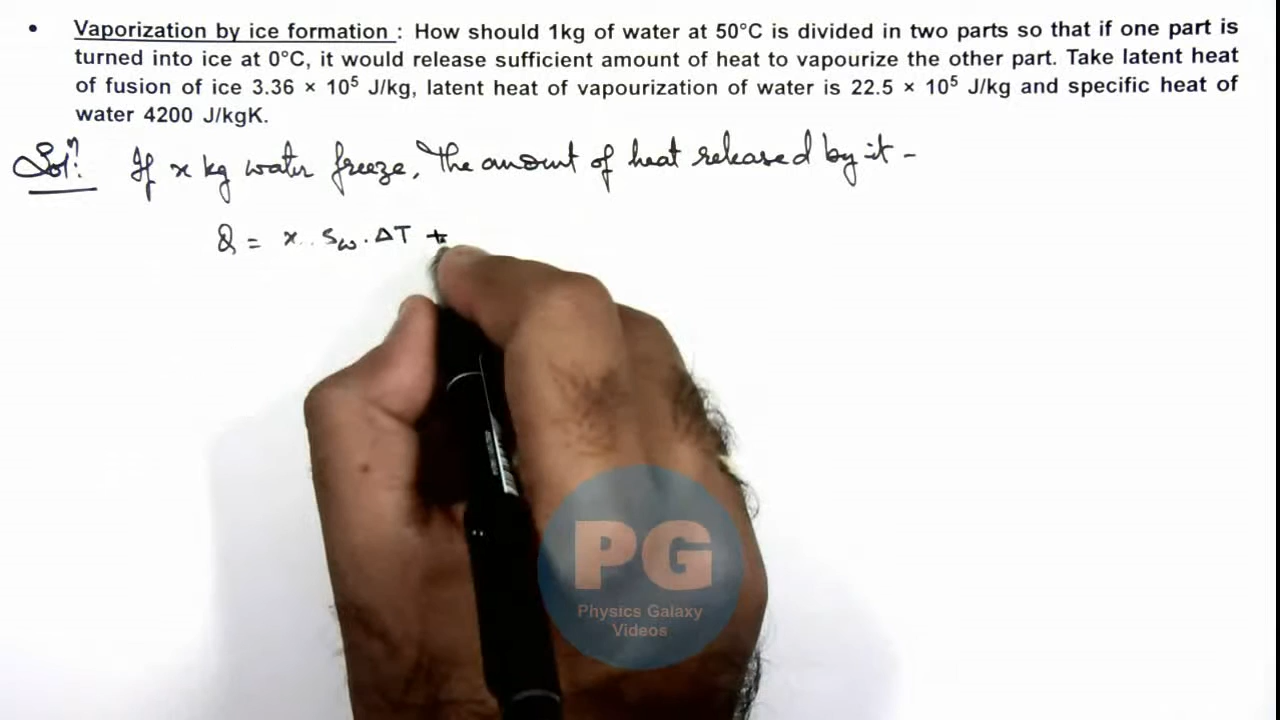 • Vaporization by ice formation : How should 1kg of water at 50°C is divided in two parts so that if one part is
turned into ice at 0°C, it would release sufficient amount of heat to vapourize the other part. Take latent heat
of fusion of ice 3.36 × 10⁵ J/kg, latent heat of vapourization of water is 22.5 × 10⁵ J/kg and specific heat of
water 4200 J/kgK.
Solⁿ. If x kg water freeze, The amount of heat released by it –
Q = x . S_w . ΔT +
PG
Physics Galaxy
Videos